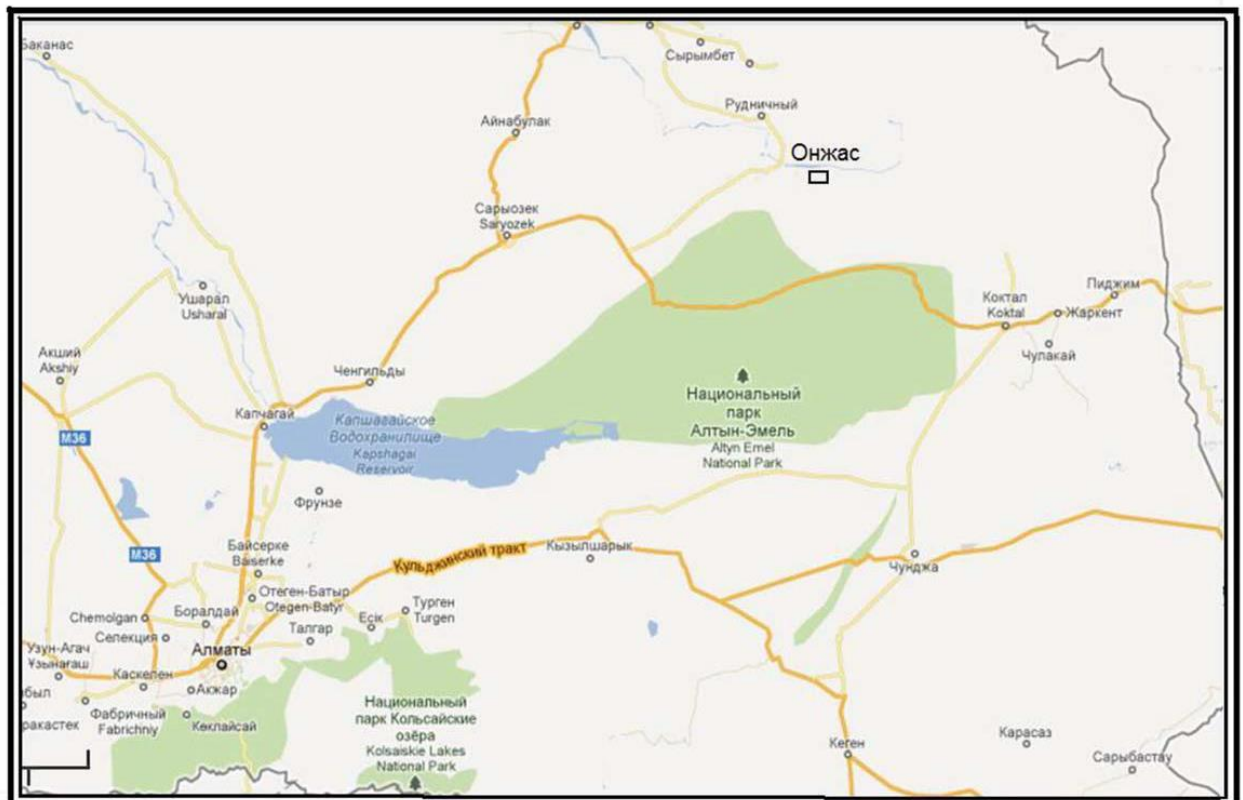 Баканас
Сырымбет
Рудничный
Айнабулак
Онжас
Сарыозек
Saryozek
Ушарал
Usharal
Пиджим
Коктал
Koktal
Жаркент
Чулакай
Акший
Akshiy
Ченгильды
Капчагай
Капшагайское
Водохранилище
Kapshagai
Reservoir
Национальный
парк
Алтын-Эмель
Altyn Emel
National Park
M36
Фрунзе
M36
Байсерке
Baiserke
Кульджинский тракт
Кызылшарык
Чунджа
Отеген-Батыр
Otegen-Batyr
Chemolgan
Боралдай
Есік
Турген
Turgen
Селекция
Талгар
Узун-Агач
Ұзынағаш
Алматы
Каскелен
Акжар
был
Фабричный
Fabrichniy
ракастек
Көклайсай
Национальный
парк Кольсайские
озёра
Kolsaiskie Lakes
National Park
Кеген
Карасаз
Сарыбастау